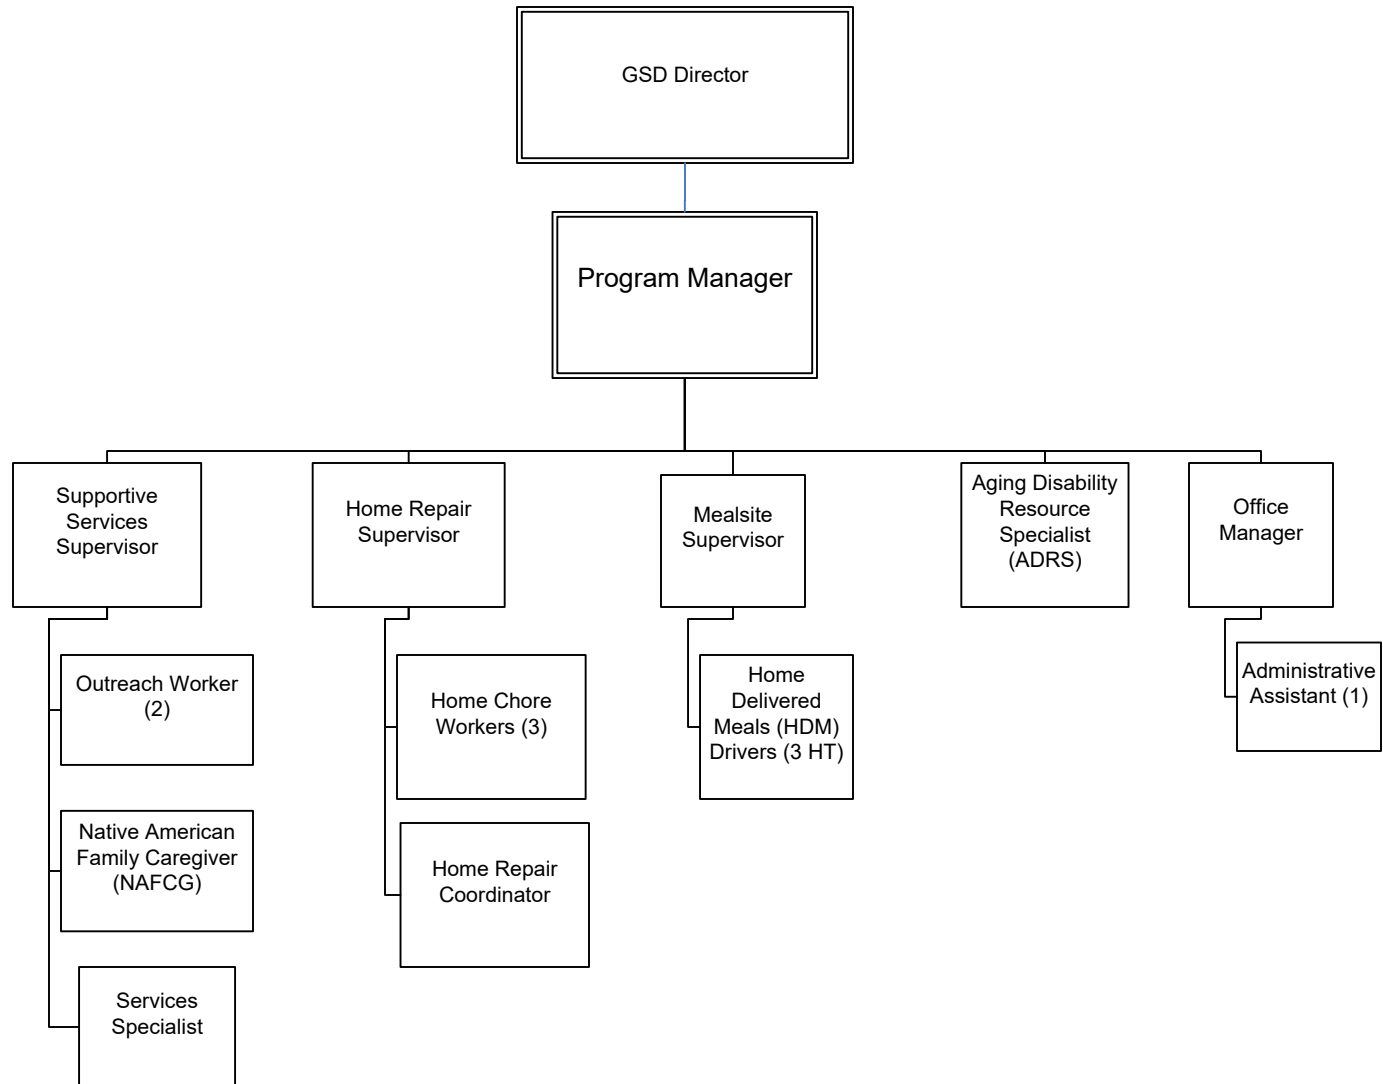 GSD Director
Program Manager
Supportive
Services
Supervisor
Home Repair
Supervisor
Mealsite
Supervisor
Aging Disability
Resource
Specialist
(ADRS)
Office
Manager
Outreach Worker
(2)
Native American
Family Caregiver
(NAFCG)
Services
Specialist
Home Chore
Workers (3)
Home Repair
Coordinator
Home
Delivered
Meals (HDM)
Drivers (3 HT)
Administrative
Assistant (1)